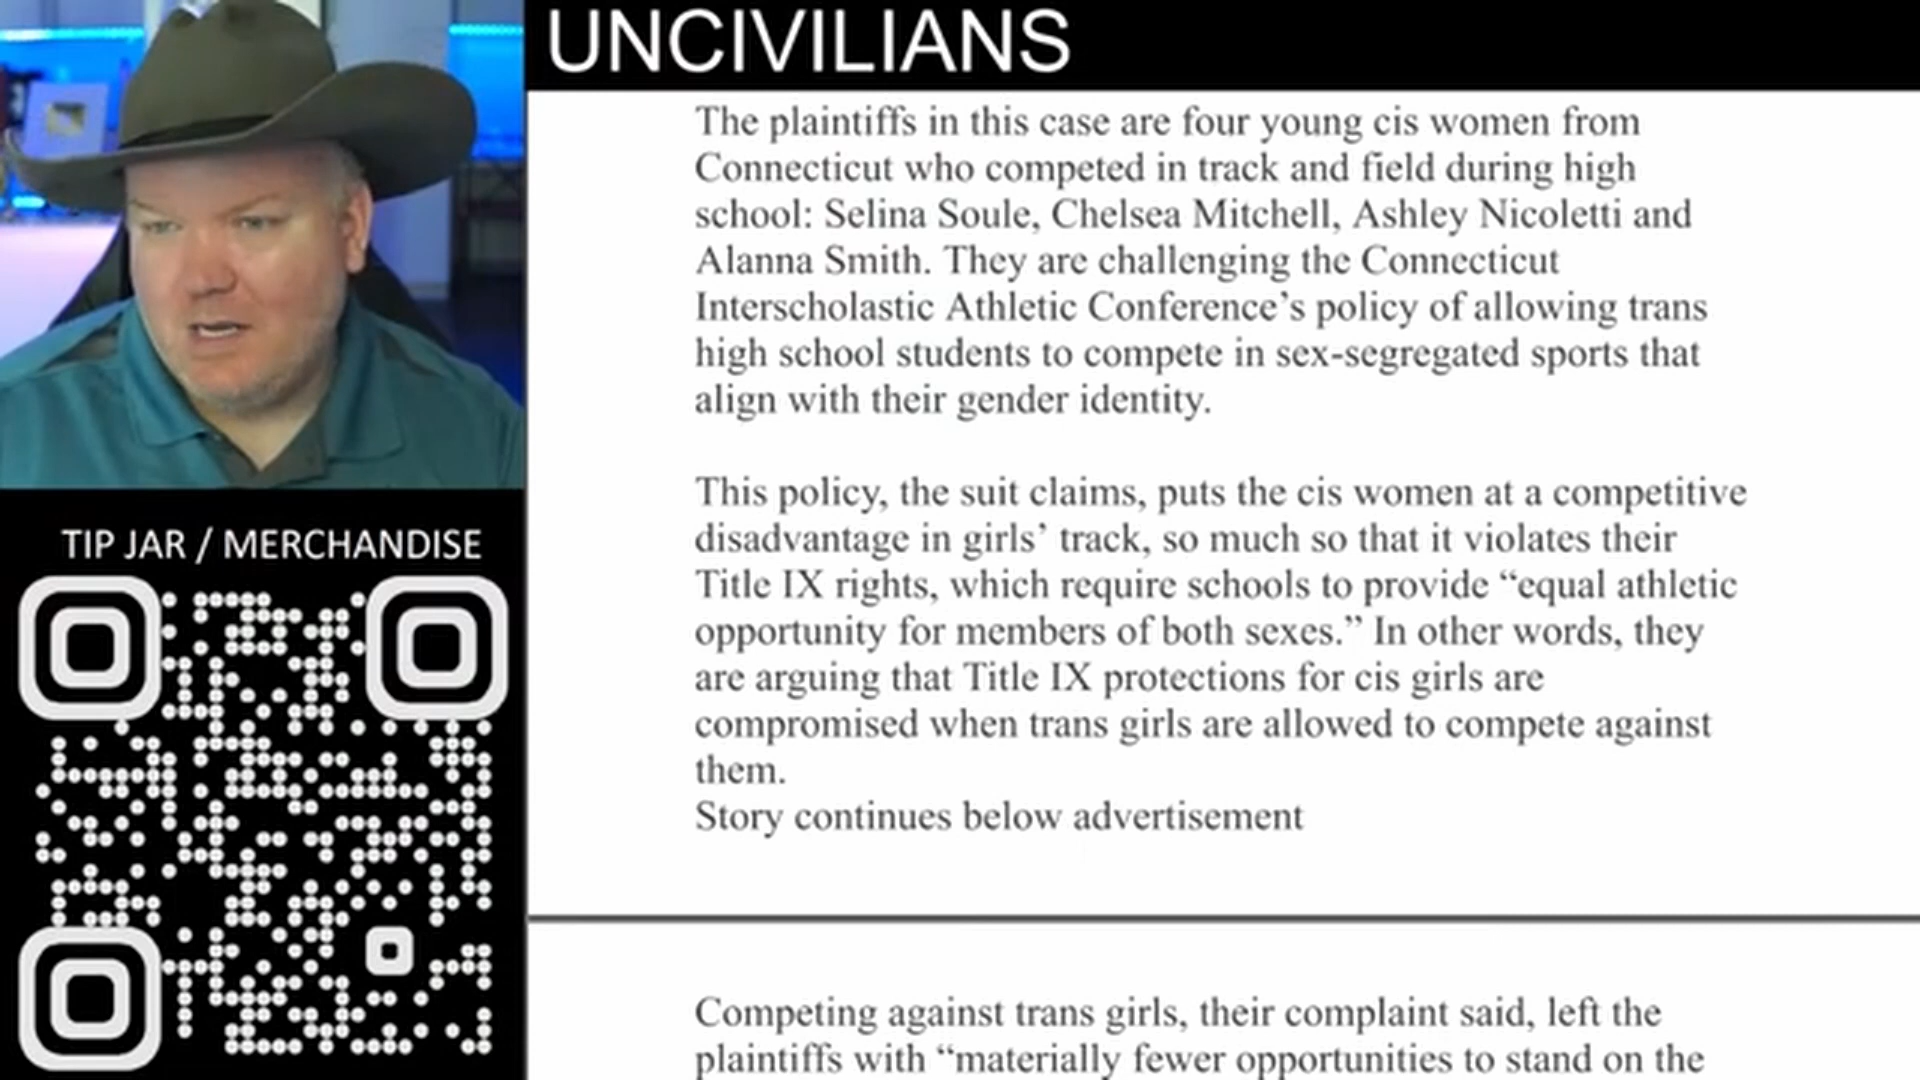 UNCIVILIANS
The plaintiffs in this case are four young cis women from
Connecticut who competed in track and field during high
school: Selina Soule, Chelsea Mitchell, Ashley Nicoletti and
Alanna Smith. They are challenging the Connecticut
Interscholastic Athletic Conference’s policy of allowing trans
high school students to compete in sex-segregated sports that
align with their gender identity.
This policy, the suit claims, puts the cis women at a competitive
disadvantage in girls’ track, so much so that it violates their
Title IX rights, which require schools to provide “equal athletic
opportunity for members of both sexes.” In other words, they
are arguing that Title IX protections for cis girls are
compromised when trans girls are allowed to compete against
them.
Story continues below advertisement
Competing against trans girls, their complaint said, left the
plaintiffs with “materially fewer opportunities to stand on the
TIP JAR / MERCHANDISE